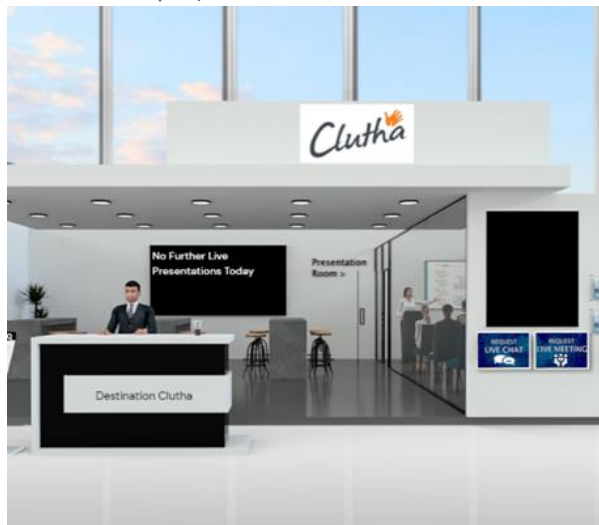 Clutha
No Further Live
Presentations Today
Presentation
Room >
REQUEST
LIVE CHAT
REQUEST
LIVE MEETING
Destination Clutha